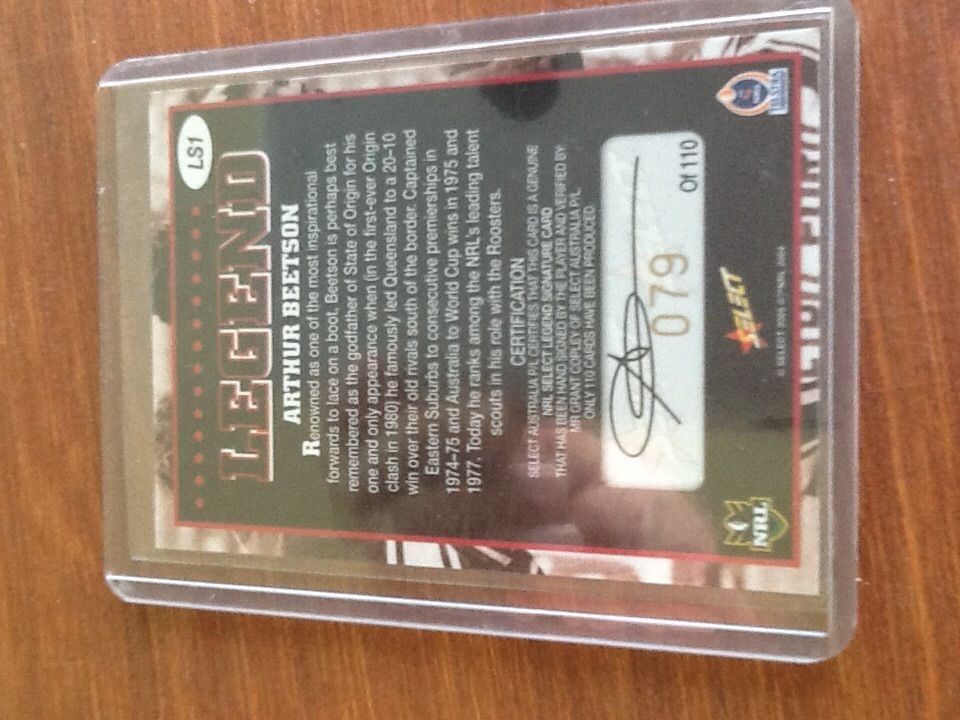 LS1
LEGEND
ARTHUR BEETSON
Renowned as one of the most inspirational
forwards to lace on a boot, Beetson is perhaps best
remembered as the godfather of State of Origin for his
one and only appearance when (in the first-ever Origin
clash in 1980) he famously led Queensland to a 20–10
win over their old rivals south of the border. Captained
Eastern Suburbs to consecutive premierships in
1974–75 and Australia to World Cup wins in 1975 and
1977. Today he ranks among the NRL's leading talent
scouts in his role with the Roosters.
CERTIFICATION
SELECT AUSTRALIA P/L CERTIFIES THAT THIS CARD IS A GENUINE
NRL SELECT LEGEND SIGNATURE CARD
THAT HAS BEEN HAND SIGNED BY THE PLAYER AND VERIFIED BY:
MR GRANT COPLEY OF SELECT AUSTRALIA P/L.
ONLY 110 CARDS HAVE BEEN PRODUCED
079
Of 110
NRL
SELECT